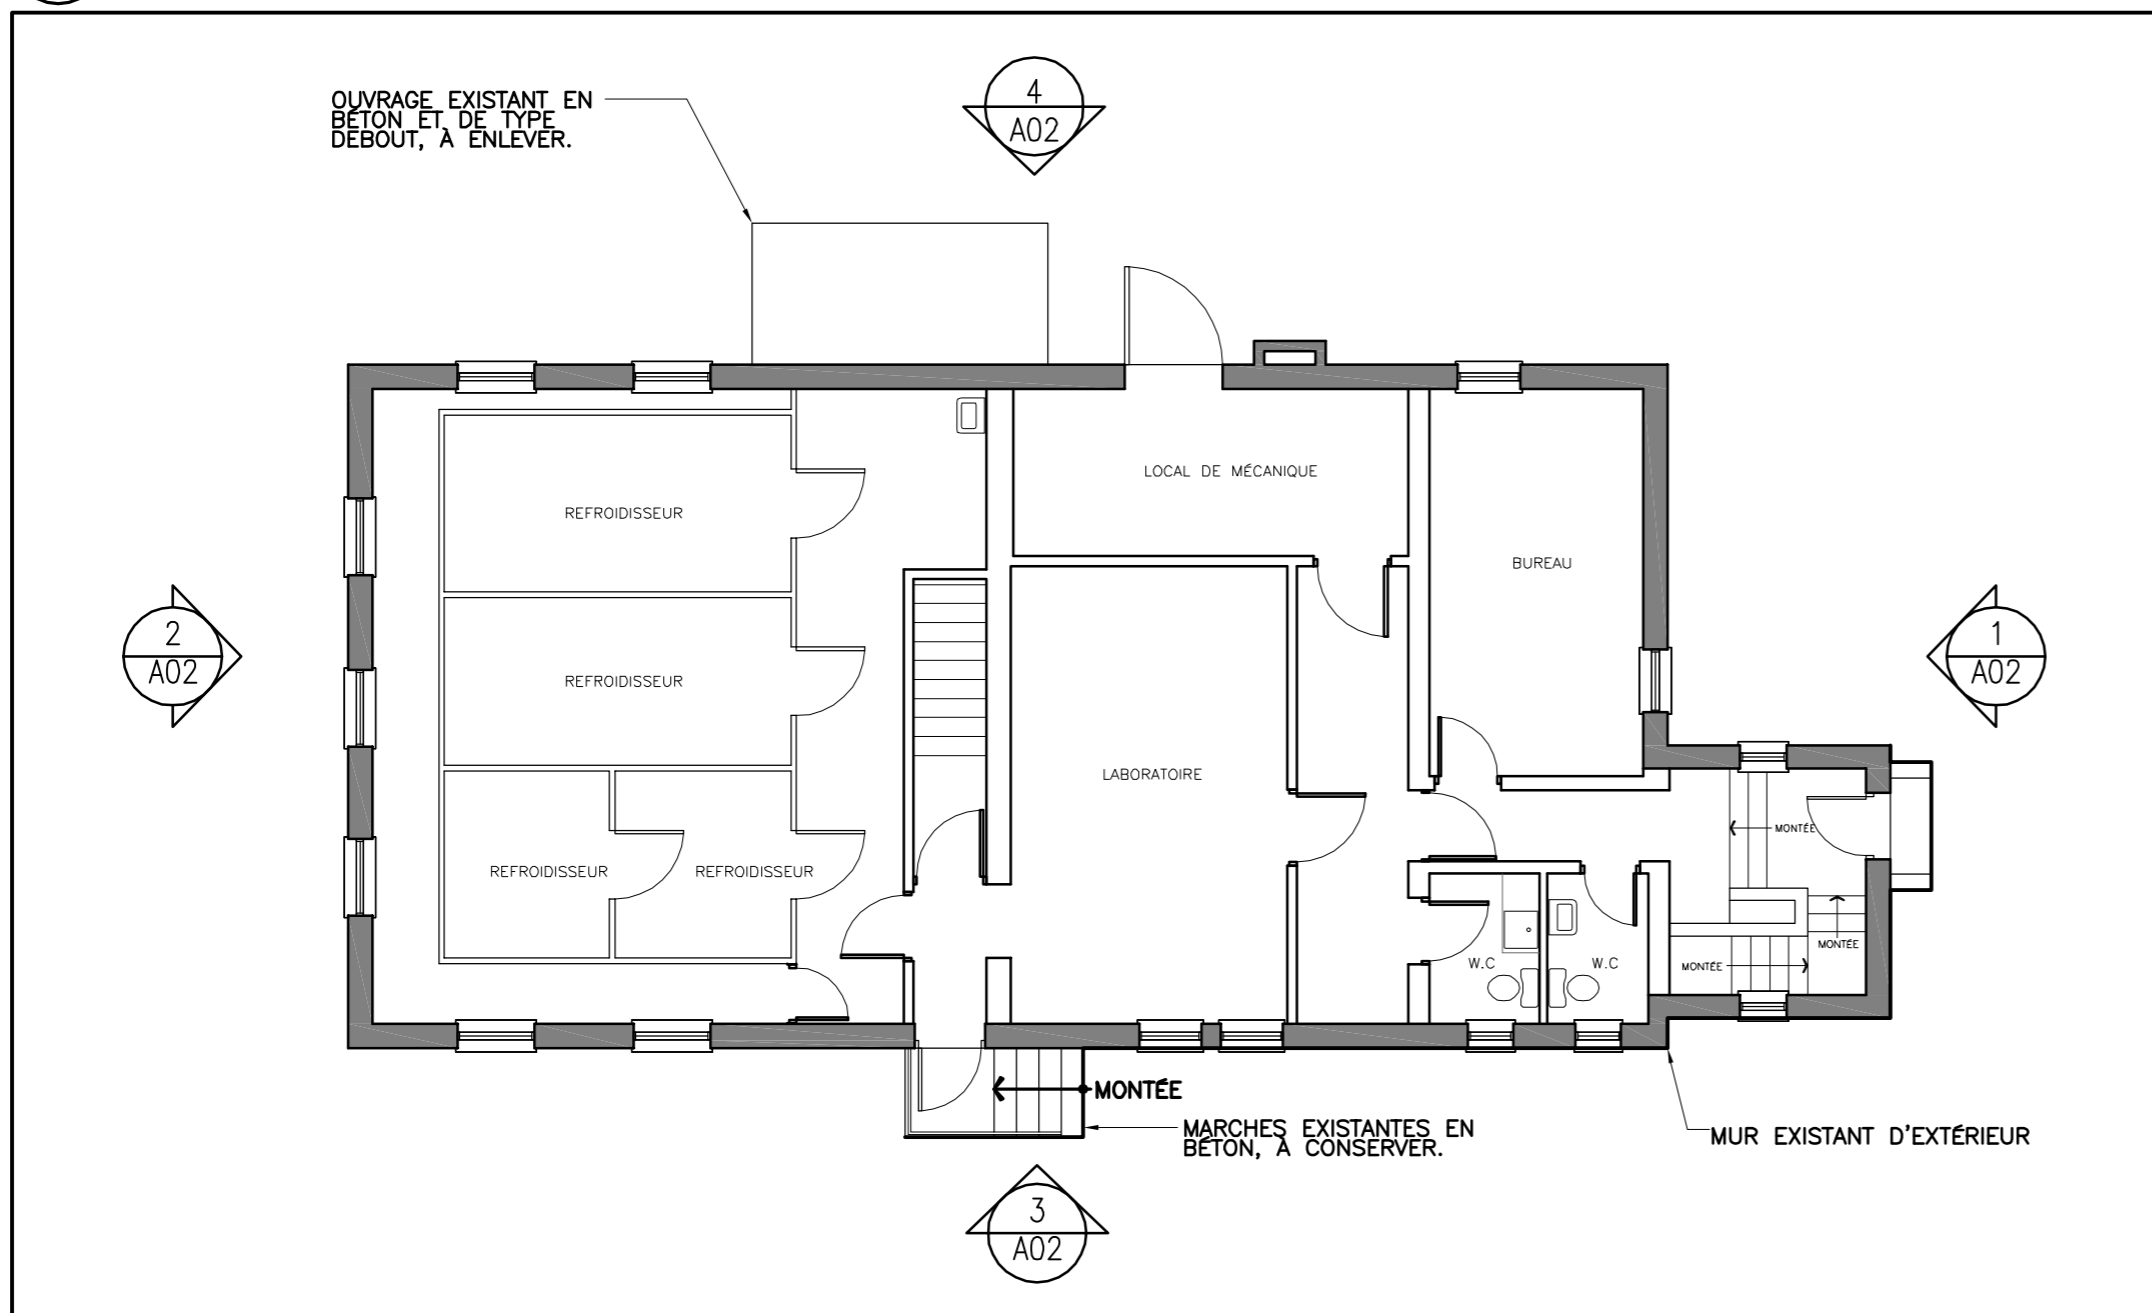 OUVRAGE EXISTANT EN
BÉTON ET DE TYPE
DEBOUT, À ENLEVER.
4
A02
LOCAL DE MÉCANIQUE
REFROIDISSEUR
BUREAU
2
A02
1
A02
REFROIDISSEUR
LABORATOIRE
MONTÉE
REFROIDISSEUR
REFROIDISSEUR
MONTÉE
W.C
W.C
MONTÉE
MONTÉE
MARCHES EXISTANTES EN
BÉTON, À CONSERVER.
MUR EXISTANT D'EXTÉRIEUR
3
A02